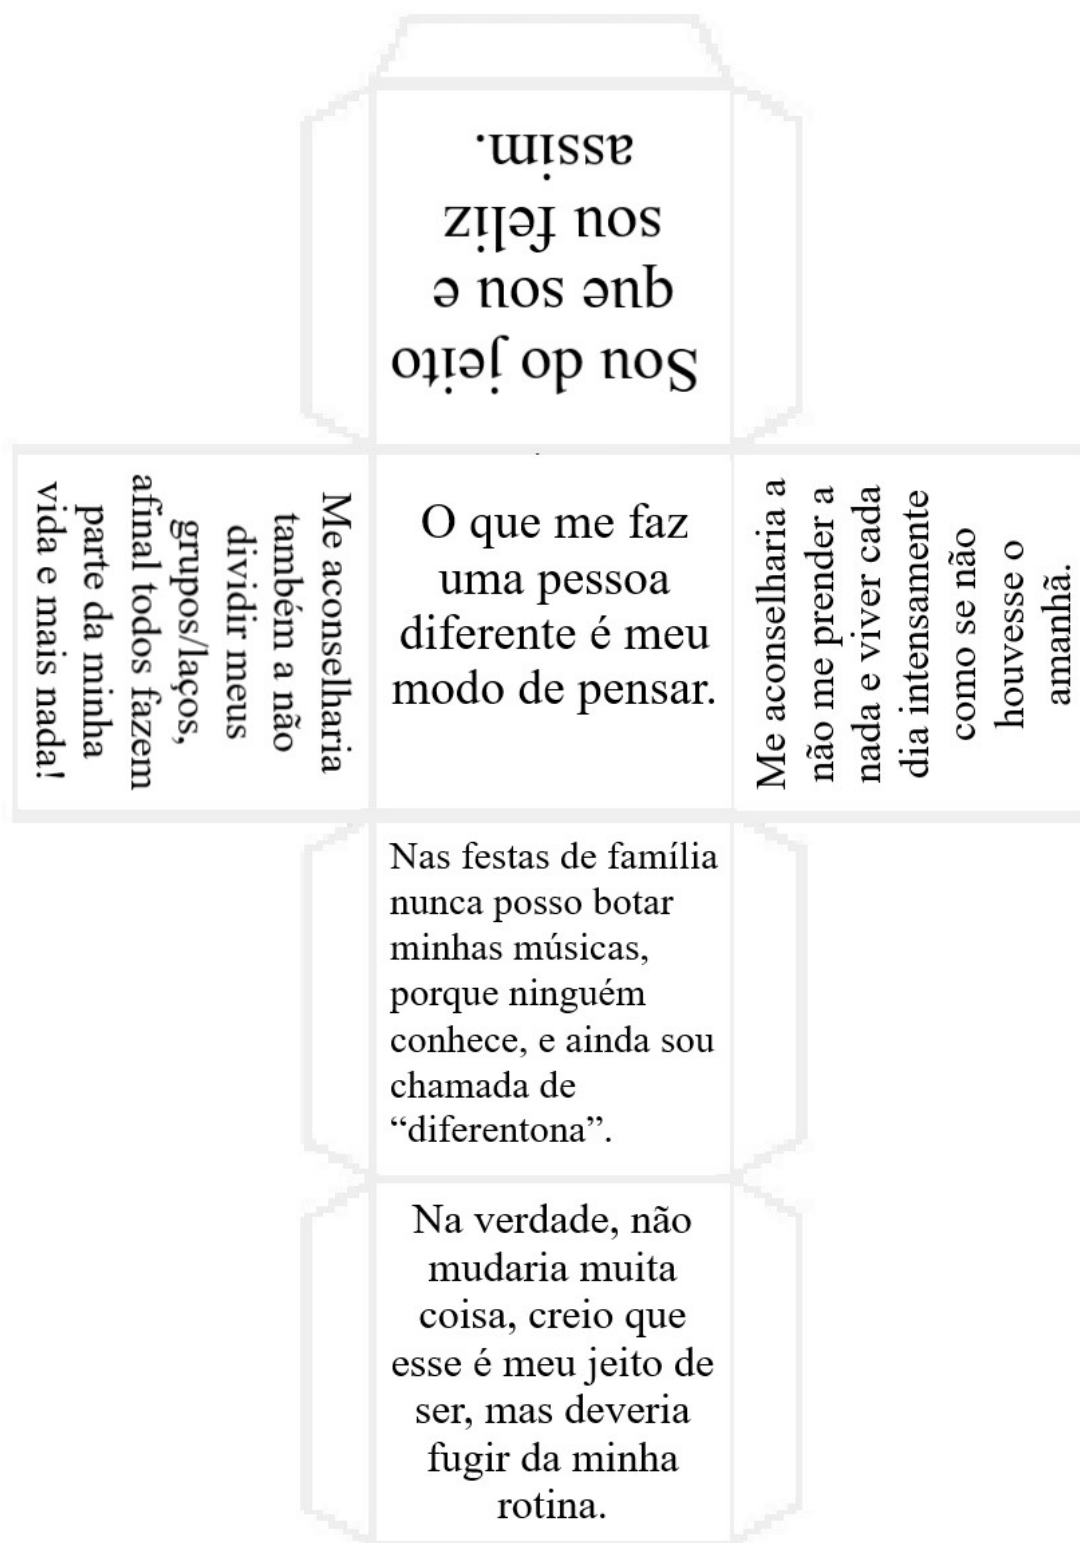 Sou do jeito
que sou e
sou feliz
assim.
Me aconselharia
também a não
dividir meus
grupos/laços,
afinal todos fazem
parte da minha
vida e mais nada!
O que me faz
uma pessoa
diferente é meu
modo de pensar.
Me aconselharia a
não me prender a
nada e viver cada
dia intensamente
como se não
houvesse o
amanhã.
Nas festas de família
nunca posso botar
minhas músicas,
porque ninguém
conhece, e ainda sou
chamada de
“diferentona”.
Na verdade, não
mudaria muita
coisa, creio que
esse é meu jeito de
ser, mas deveria
fugir da minha
rotina.